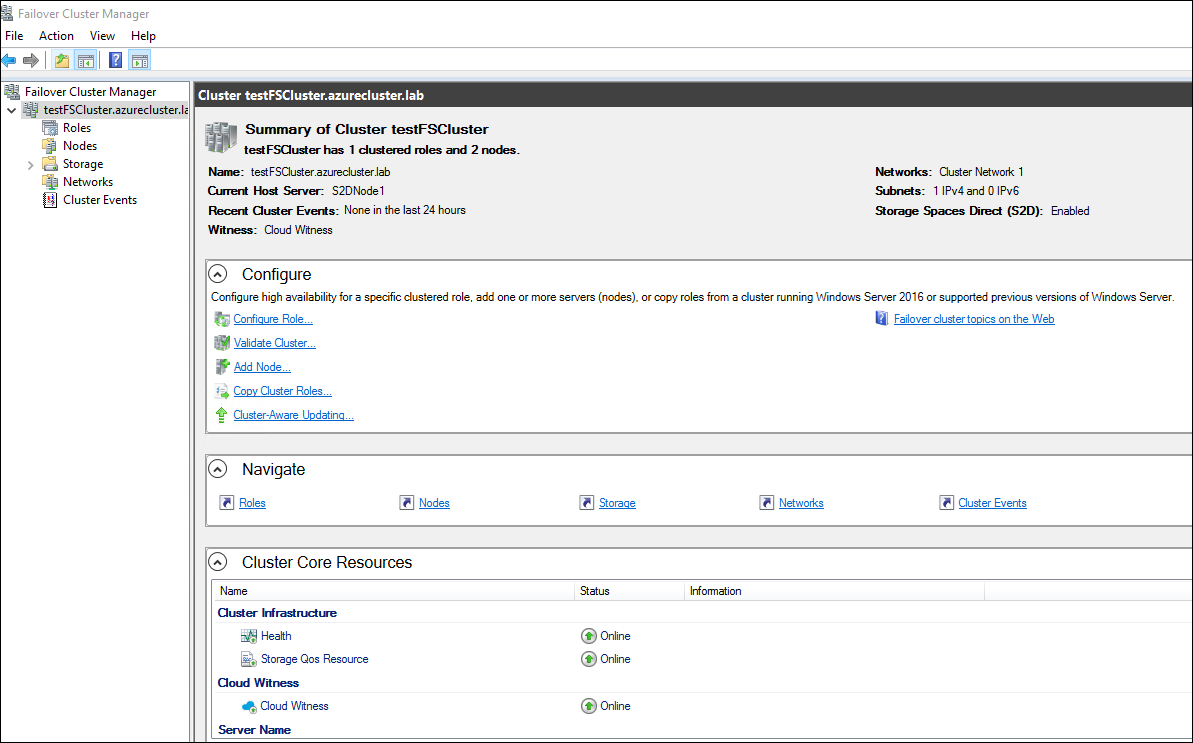 Failover Cluster Manager
File Action View Help
Failover Cluster Manager
testFSCluster.azurecluster.la
Roles
Nodes
Storage
Networks
Cluster Events
Cluster testFSCluster.azurecluster.lab
Summary of Cluster testFSCluster
testFSCluster has 1 clustered roles and 2 nodes.
Name: testFSCluster.azurecluster.lab
Current Host Server: S2DNode1
Recent Cluster Events: None in the last 24 hours
Witness: Cloud Witness
Networks: Cluster Network 1
Subnets: 1 IPv4 and 0 IPv6
Storage Spaces Direct (S2D): Enabled
Configure
Configure high availability for a specific clustered role, add one or more servers (nodes), or copy roles from a cluster running Windows Server 2016 or supported previous versions of Windows Server.
Configure Role...
Validate Cluster...
Add Node...
Copy Cluster Roles...
Cluster-Aware Updating...
Failover cluster topics on the Web
Navigate
Roles Nodes Storage Networks Cluster Events
Cluster Core Resources
Name Status Information
Cluster Infrastructure
Health Online
Storage Qos Resource Online
Cloud Witness
Cloud Witness Online
Server Name